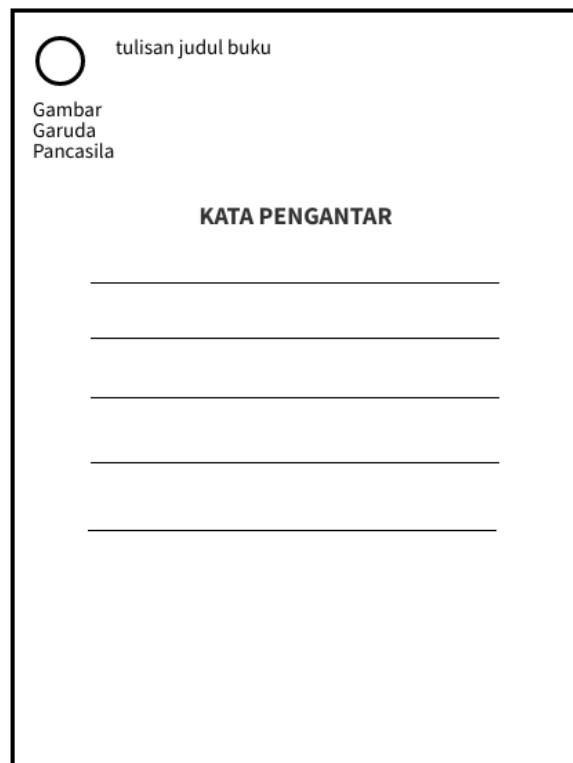 tulisan judul buku
Gambar
Garuda
Pancasila
KATA PENGANTAR